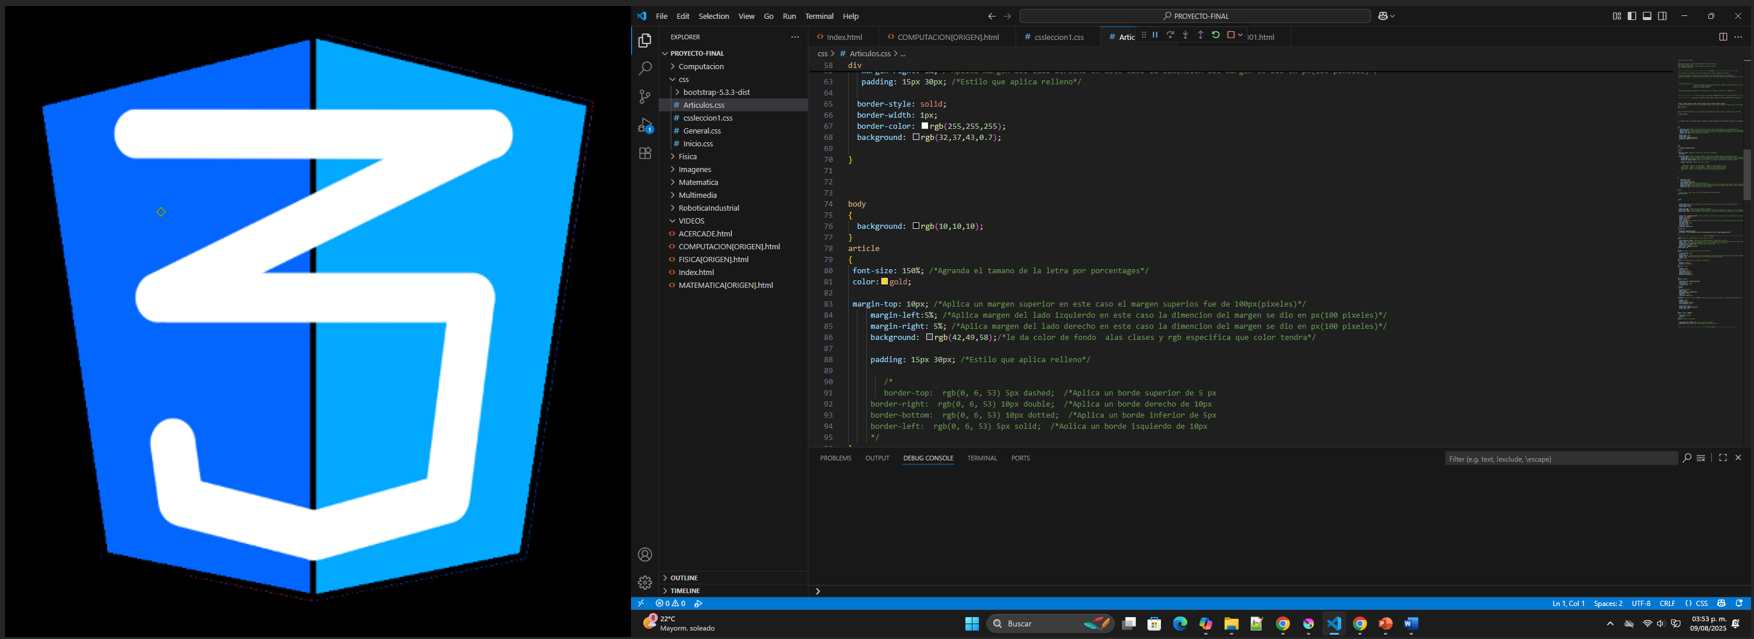 File Edit Selection View Go Run Terminal Help
PROYECTO-FINAL
EXPLORER
PROYECTO-FINAL
Computacion
css
bootstrap-5.3.3-dist
# Articulos.css
# cssleccion1.css
# General.css
# Inicio.css
Fisica
Imagenes
Matematica
Multimedia
RoboticaIndustrial
VIDEOS
<> ACERCADE.html
<> COMPUTACION[ORIGEN].html
<> FISICA[ORIGEN].html
<> Index.html
<> MATEMATICA[ORIGEN].html
OUTLINE
TIMELINE
1
<> Index.html
<> COMPUTACION[ORIGEN].html
# cssleccion1.css
# Artic
01.html
css > # Articulos.css > ...
58 div
63 padding: 15px 30px; /*Estilo que aplica relleno*/
64
65 border-style: solid;
66 border-width: 1px;
67 border-color: rgb(255,255,255);
68 background: rgb(32,37,43,0.7);
69
70 }
71
72
73
74 body
75 {
76 background: rgb(10,10,10);
77 }
78 article
79 {
80 font-size: 150%; /*Agranda el tamano de la letra por porcentages*/
81 color: gold;
82
83 margin-top: 10px; /*Aplica un margen superior en este caso el margen superios fue de 100px(pixeles)*/
84 margin-left:5%; /*Aplica margen del lado izquierdo en este caso la dimencion del margen se dio en px(100 pixeles)*/
85 margin-right: 5%; /*Aplica margen del lado derecho en este caso la dimencion del margen se dio en px(100 pixeles)*/
86 background: rgb(42,49,58);/*le da color de fondo  alas clases y rgb especifica que color tendra*/
87
88 padding: 15px 30px; /*Estilo que aplica relleno*/
89
90 /*
91 border-top:  rgb(0, 6, 53) 5px dashed;  /*Aplica un borde superior de 5 px
92 border-right:  rgb(0, 6, 53) 10px double;  /*Aplica un borde derecho de 10px
93 border-bottom:  rgb(0, 6, 53) 10px dotted;  /*Aplica un borde inferior de 5px
94 border-left:  rgb(0, 6, 53) 5px solid;  /*Aolica un borde isquierdo de 10px
95 */
PROBLEMS OUTPUT DEBUG CONSOLE TERMINAL PORTS
Filter (e.g. text, !exclude, \escape)
0 0
Ln 1, Col 1 Spaces: 2 UTF-8 CRLF {} CSS
8
22°C
Mayorm. soleado
Buscar
03:53 p. m.
09/08/2025